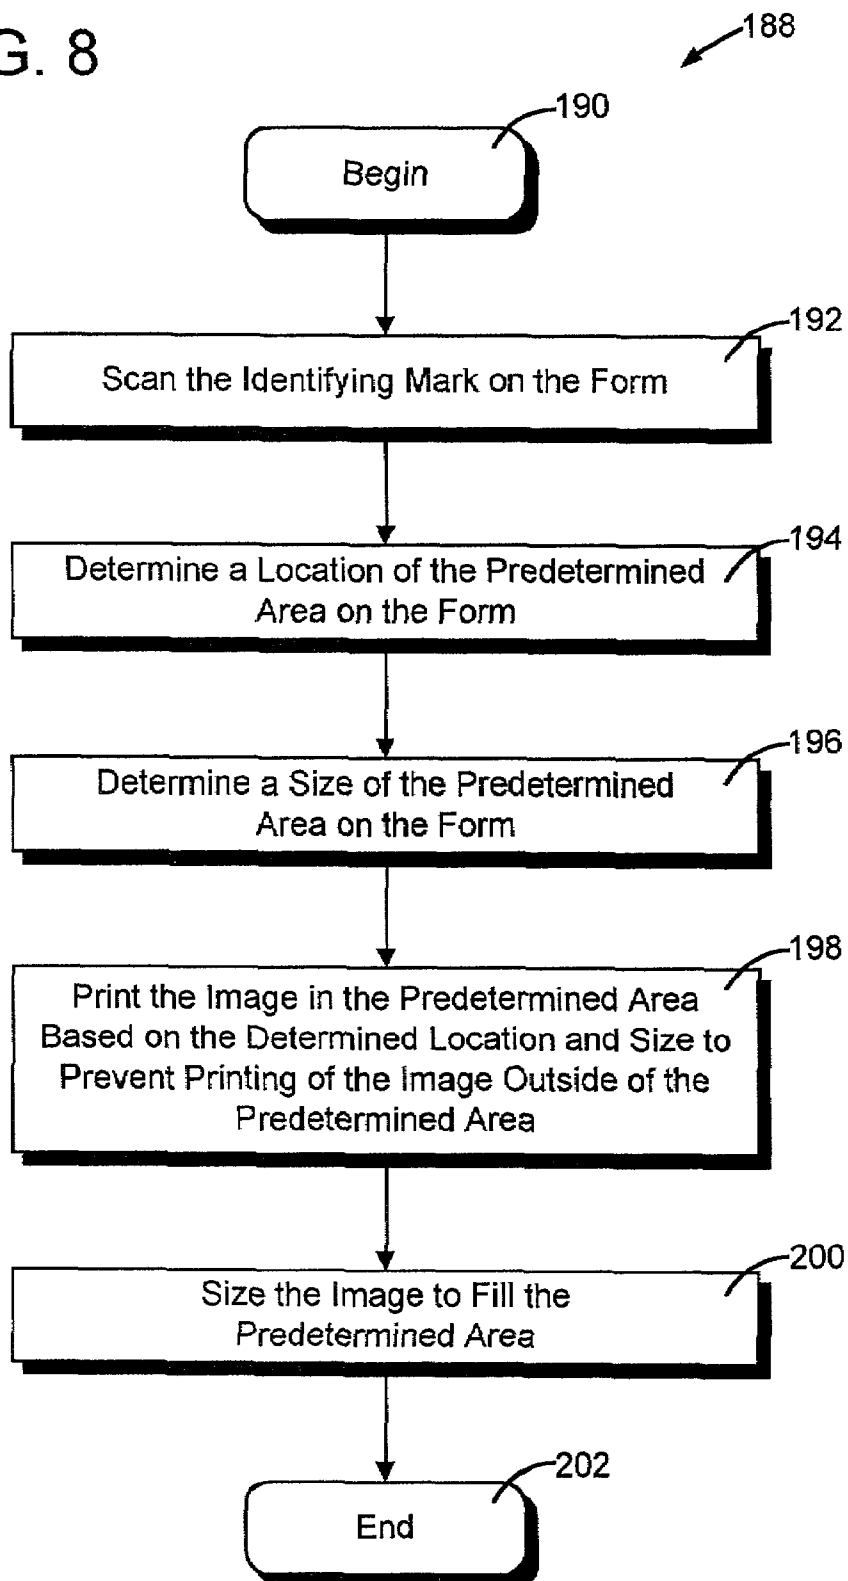 G. 8
188
190
Begin
192
Scan the Identifying Mark on the Form
194
Determine a Location of the Predetermined
Area on the Form
196
Determine a Size of the Predetermined
Area on the Form
198
Print the Image in the Predetermined Area
Based on the Determined Location and Size to
Prevent Printing of the Image Outside of the
Predetermined Area
200
Size the Image to Fill the
Predetermined Area
202
End